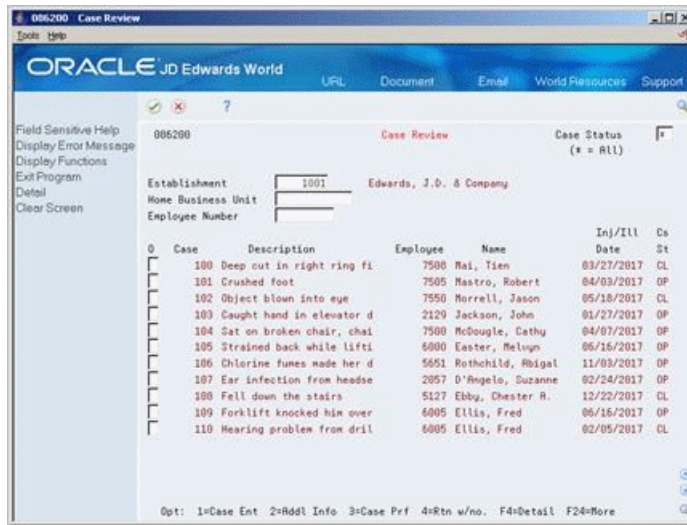 086200 Case Review
Tools Help
ORACLE JD Edwards World
URL Document Email World Resources Support
?
Field Sensitive Help
Display Error Message
Display Functions
Exit Program
Detail
Clear Screen
086200 Case Review Case Status *
(* = All)
Establishment 1001 Edwards, J.D. & Company
Home Business Unit
Employee Number
Inj/Ill Cs
O Case Description Employee Name Date St
100 Deep cut in right ring fi 7508 Mai, Tien 03/27/2017 CL
101 Crushed foot 7505 Mastro, Robert 04/03/2017 OP
102 Object blown into eye 7550 Morrell, Jason 05/18/2017 CL
103 Caught hand in elevator d 2129 Jackson, John 01/27/2017 OP
104 Sat on broken chair, chai 7500 McDougle, Cathy 04/07/2017 OP
105 Strained back while lifti 6000 Easter, Melvyn 06/16/2017 OP
106 Chlorine fumes made her d 5651 Rothchild, Abigal 11/03/2017 OP
107 Ear infection from headse 2057 D'Angelo, Suzanne 02/24/2017 OP
108 Fell down the stairs 5127 Ebby, Chester A. 12/22/2017 CL
109 Forklift knocked him over 6005 Ellis, Fred 06/16/2017 OP
110 Hearing problem from dril 6005 Ellis, Fred 02/05/2017 CL
Opt: 1=Case Ent 2=Addl Info 3=Case Prf 4=Rtn w/no. F4=Detail F24=More